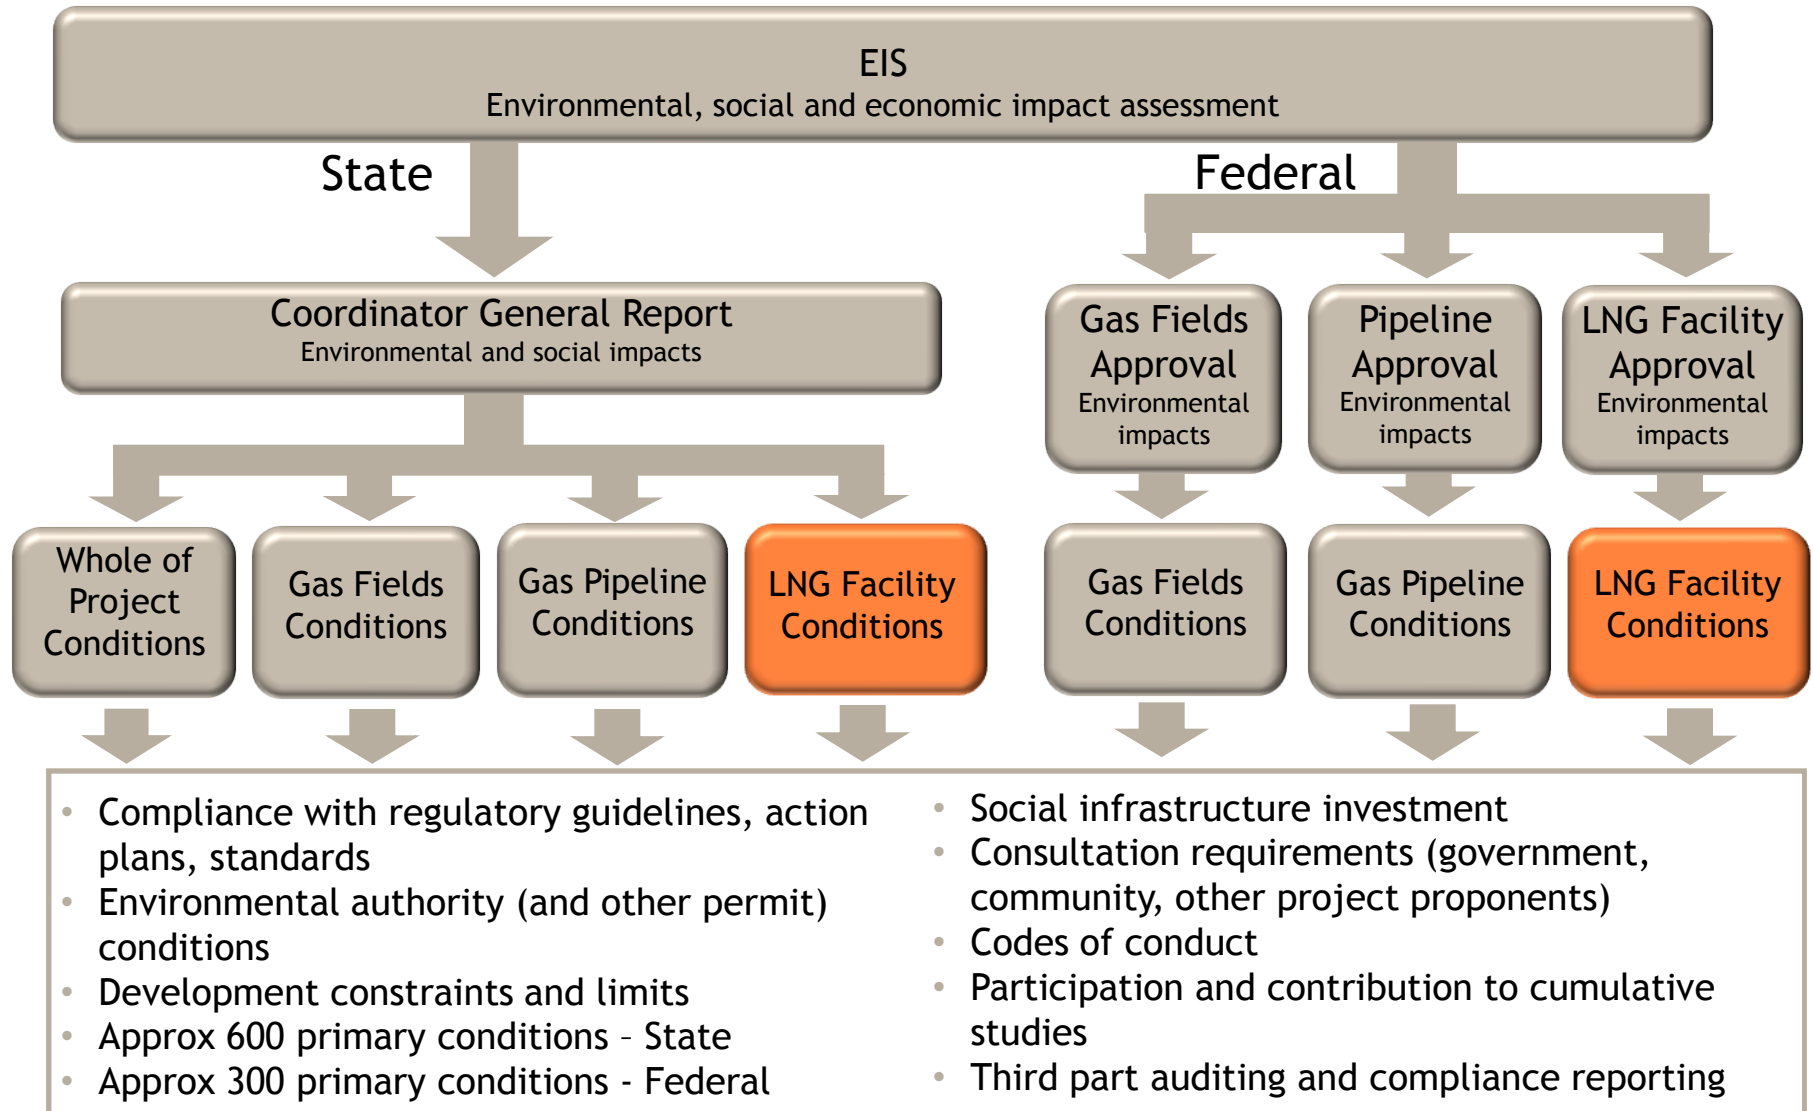 EIS
Environmental, social and economic impact assessment
State
Federal
Coordinator General Report
Environmental and social impacts
Gas Fields
Approval
Environmental
impacts
Pipeline
Approval
Environmental
impacts
LNG Facility
Approval
Environmental
impacts
Whole of
Project
Conditions
Gas Fields
Conditions
Gas Pipeline
Conditions
LNG Facility
Conditions
Gas Fields
Conditions
Gas Pipeline
Conditions
LNG Facility
Conditions
• Compliance with regulatory guidelines, action
plans, standards
• Environmental authority (and other permit)
conditions
• Development constraints and limits
• Approx 600 primary conditions – State
• Approx 300 primary conditions - Federal
• Social infrastructure investment
• Consultation requirements (government,
community, other project proponents)
• Codes of conduct
• Participation and contribution to cumulative
studies
• Third part auditing and compliance reporting